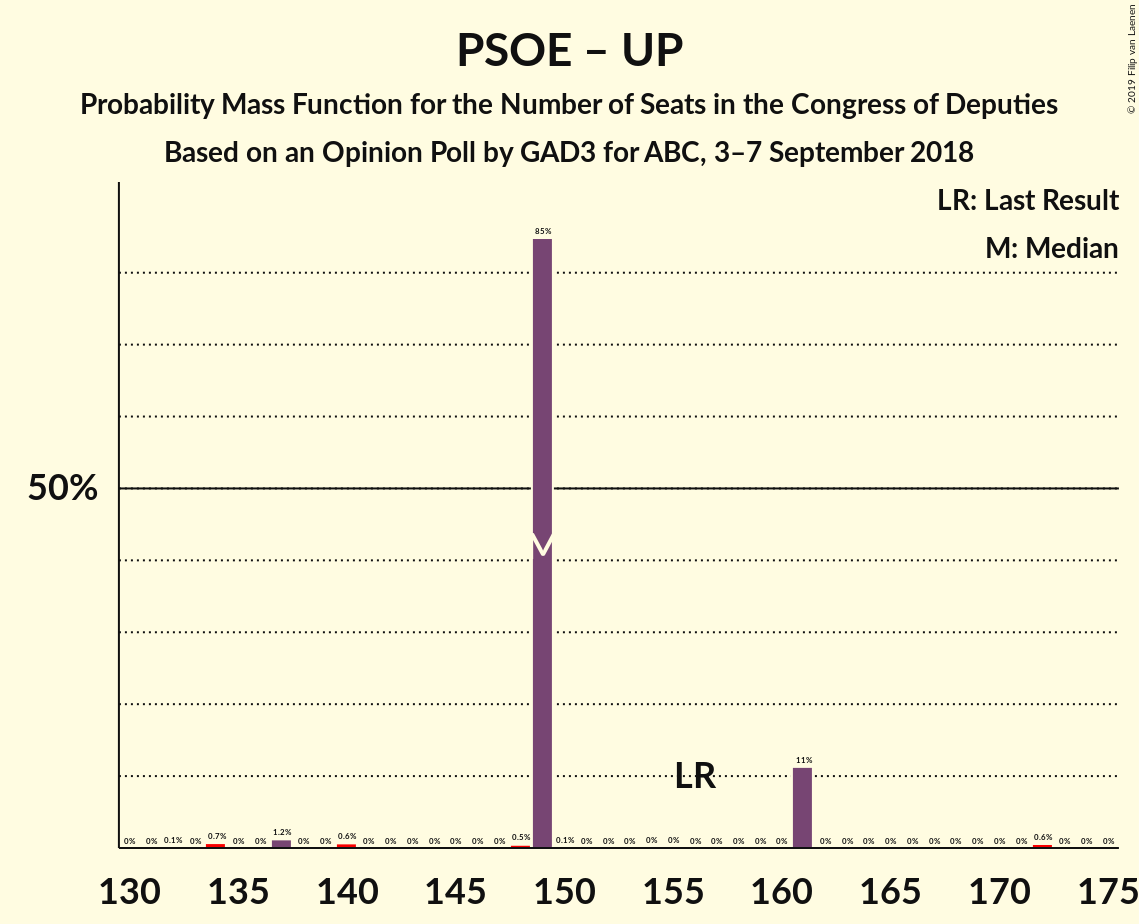 © 2019 Filip van Laenen
PSOE – UP
Probability Mass Function for the Number of Seats in the Congress of Deputies
Based on an Opinion Poll by GAD3 for ABC, 3–7 September 2018
LR: Last Result
M: Median
85%
50%
LR
11%
0% 0% 0.1% 0% 0.7% 0% 0% 1.2% 0% 0% 0.6% 0% 0% 0% 0% 0% 0% 0% 0.5% 0.1% 0% 0% 0% 0% 0% 0% 0% 0% 0% 0% 0% 0% 0% 0% 0% 0% 0% 0% 0% 0% 0.6% 0% 0% 0%
130 135 140 145 150 155 160 165 170 175